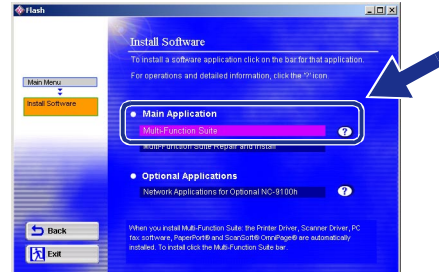 Flash
Install Software
To install a software application click on the bar for that application.
For operations and detailed information, click the "?" icon
Main Menu
Install Software
Main Application
Multi-Function Suite
?
Multi-Function Suite Repair and Install
Optional Applications
Network Applications for Optional NC-9100h
?
Back
Exit
When you install Multi-Function Suite: the Printer Driver, Scanner Driver, PC
fax software, PaperPort® and ScanSoft® OmniPage® are automatically
installed. To install click the Multi-Function Suite bar.